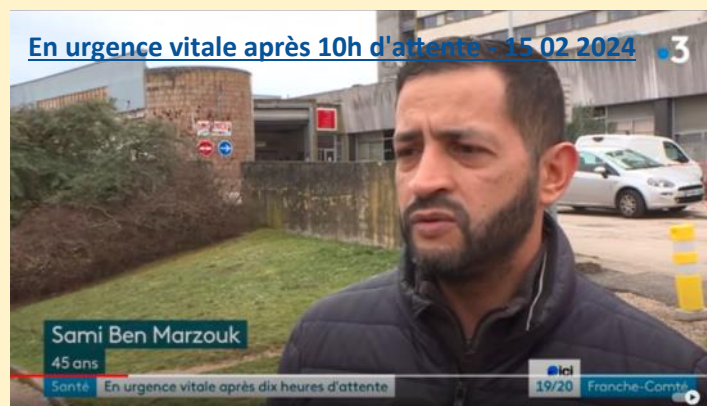 En urgence vitale après 10h d'attente - 15 02 2024
3
Sami Ben Marzouk
45 ans
Santé En urgence vitale après dix heures d'attente
ici
19/20 Franche-Comté